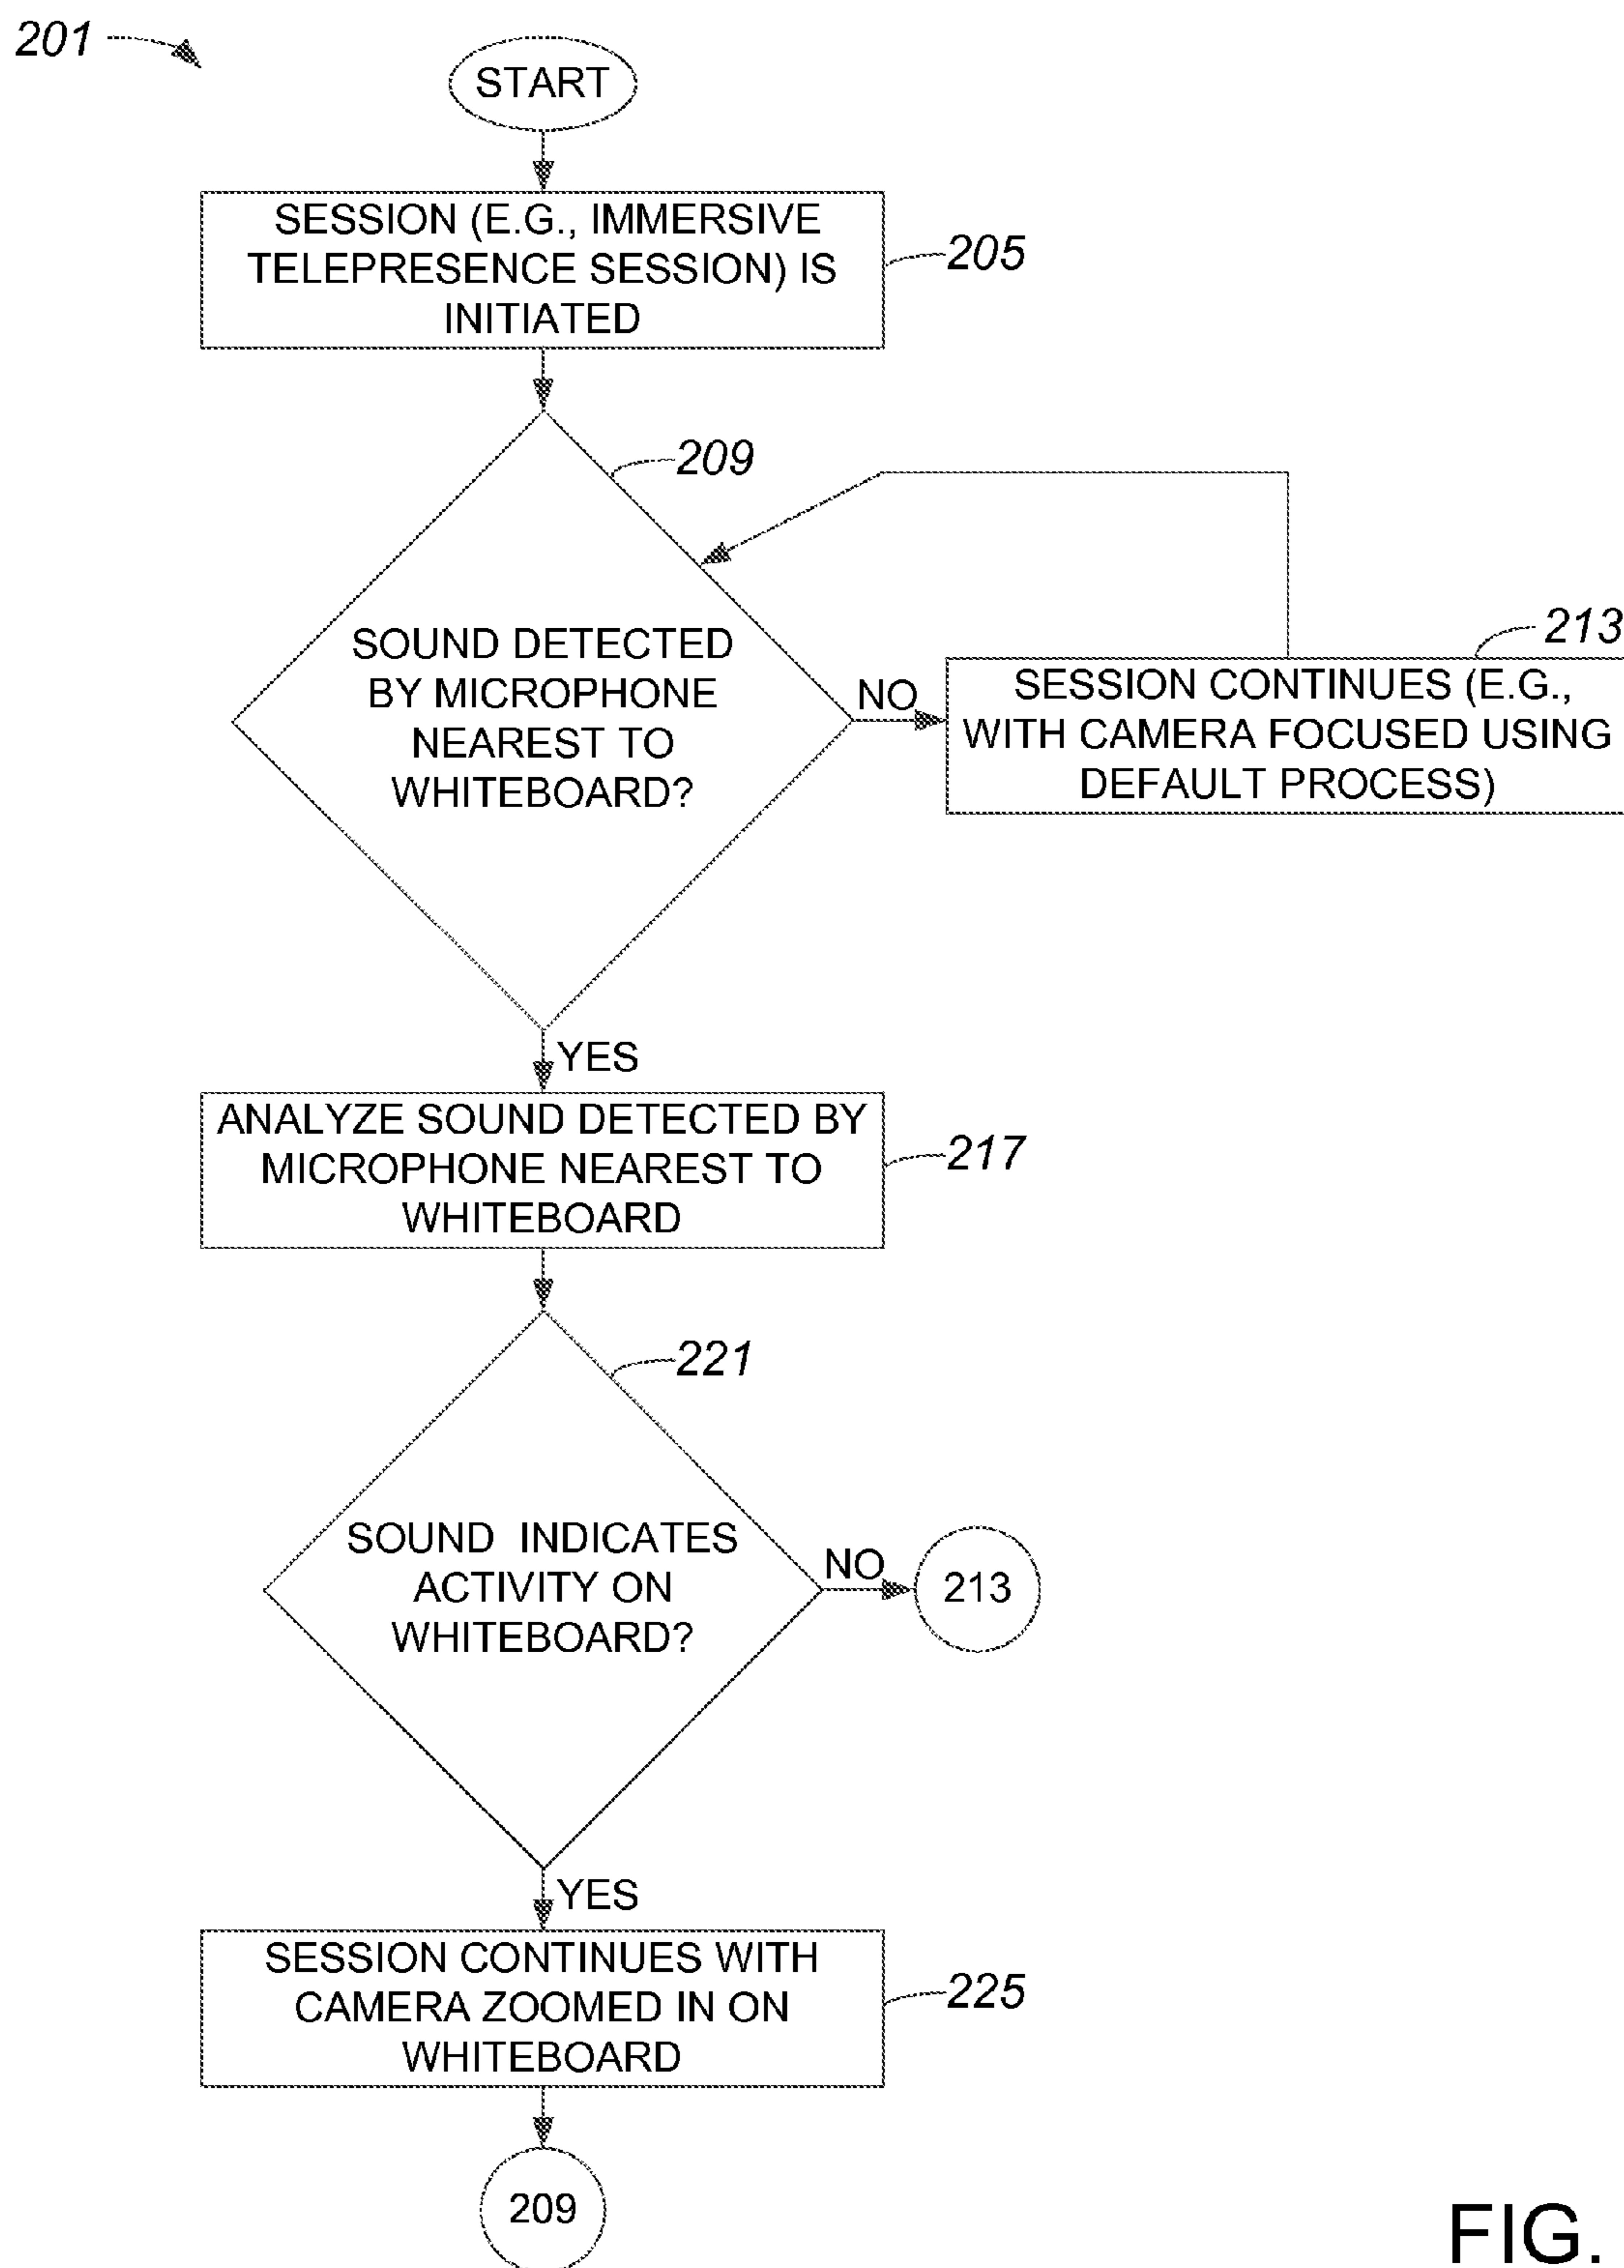 201
START
SESSION (E.G., IMMERSIVE
TELEPRESENCE SESSION) IS
INITIATED
205
209
SOUND DETECTED
BY MICROPHONE
NEAREST TO
WHITEBOARD?
NO
213
SESSION CONTINUES (E.G.,
WITH CAMERA FOCUSED USING
DEFAULT PROCESS)
YES
ANALYZE SOUND DETECTED BY
MICROPHONE NEAREST TO
WHITEBOARD
217
221
SOUND INDICATES
ACTIVITY ON
WHITEBOARD?
NO
213
YES
SESSION CONTINUES WITH
CAMERA ZOOMED IN ON
WHITEBOARD
225
209
FIG.